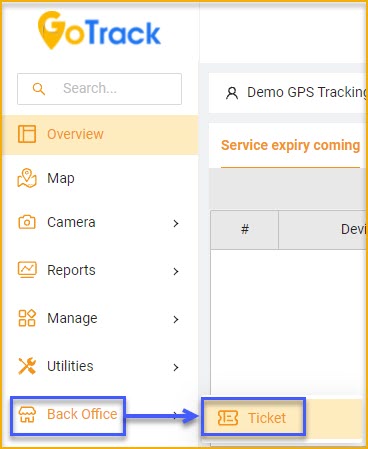 GoTrack
Search...
Demo GPS Tracking
Overview
Service expiry coming
Map
Camera
#
Devi
Reports
Manage
Utilities
Back Office
Ticket